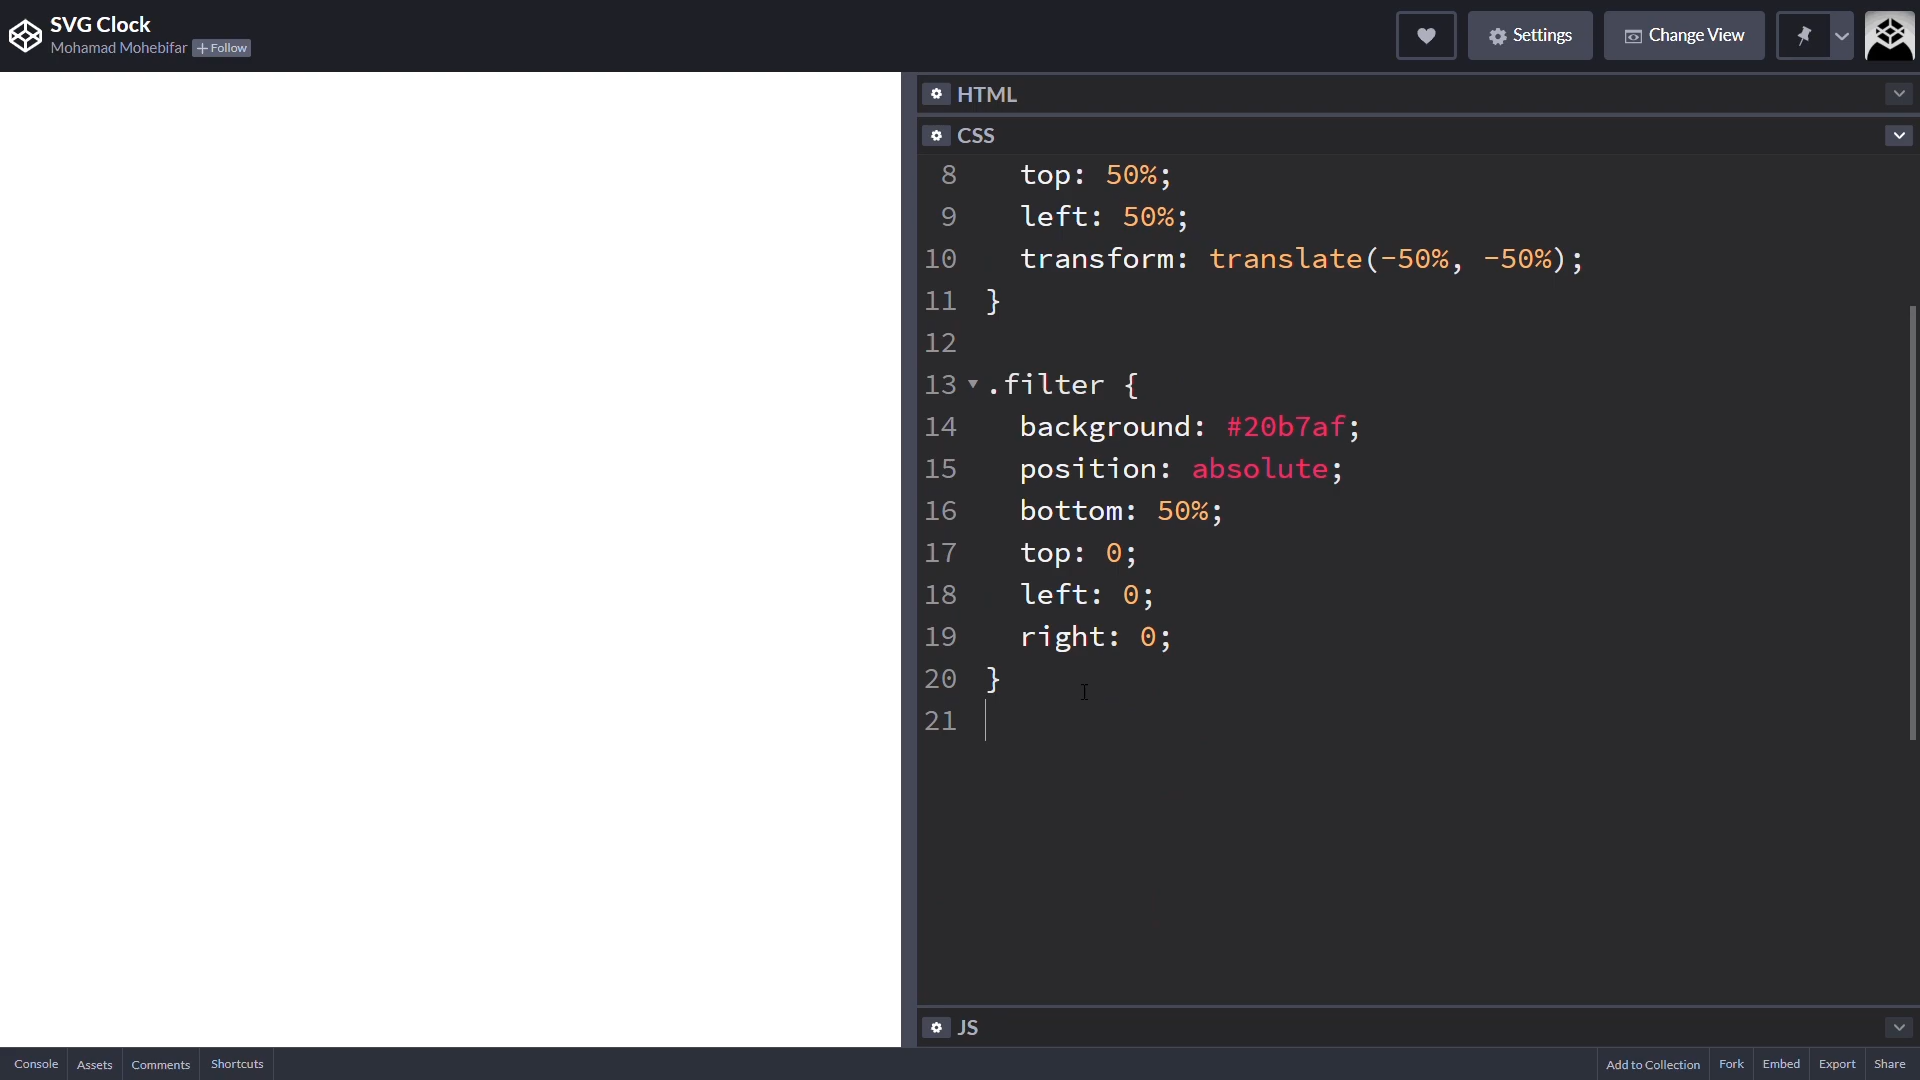 SVG Clock
Mohamad Mohebifar + Follow
Settings
Change View
HTML
CSS
8 top: 50%;
9 left: 50%;
10 transform: translate(-50%, -50%);
11 }
12
13 .filter {
14 background: #20b7af;
15 position: absolute;
16 bottom: 50%;
17 top: 0;
18 left: 0;
19 right: 0;
20 }
21
JS
Console Assets Comments Shortcuts Add to Collection Fork Embed Export Share